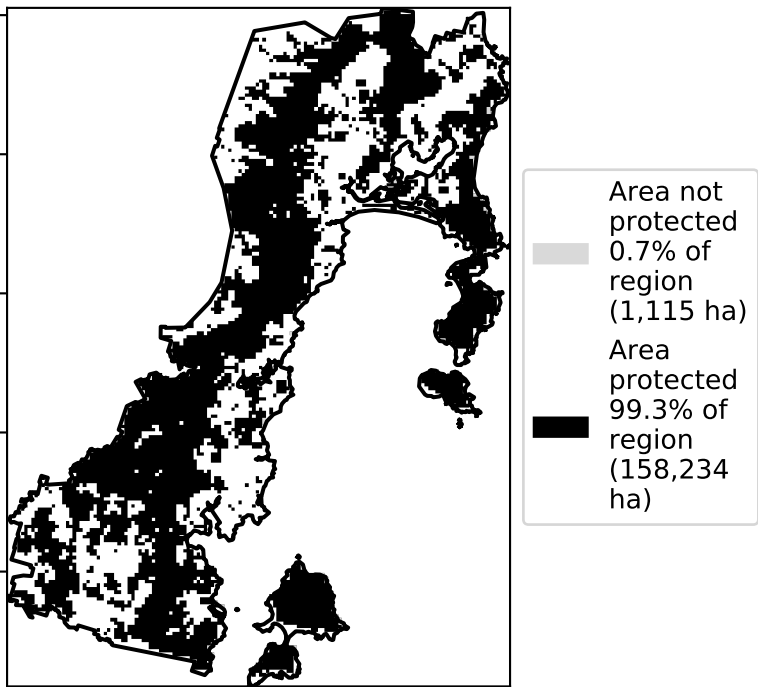 Area not
protected
0.7% of
region
(1,115 ha)
Area
protected
99.3% of
region
(158,234
ha)